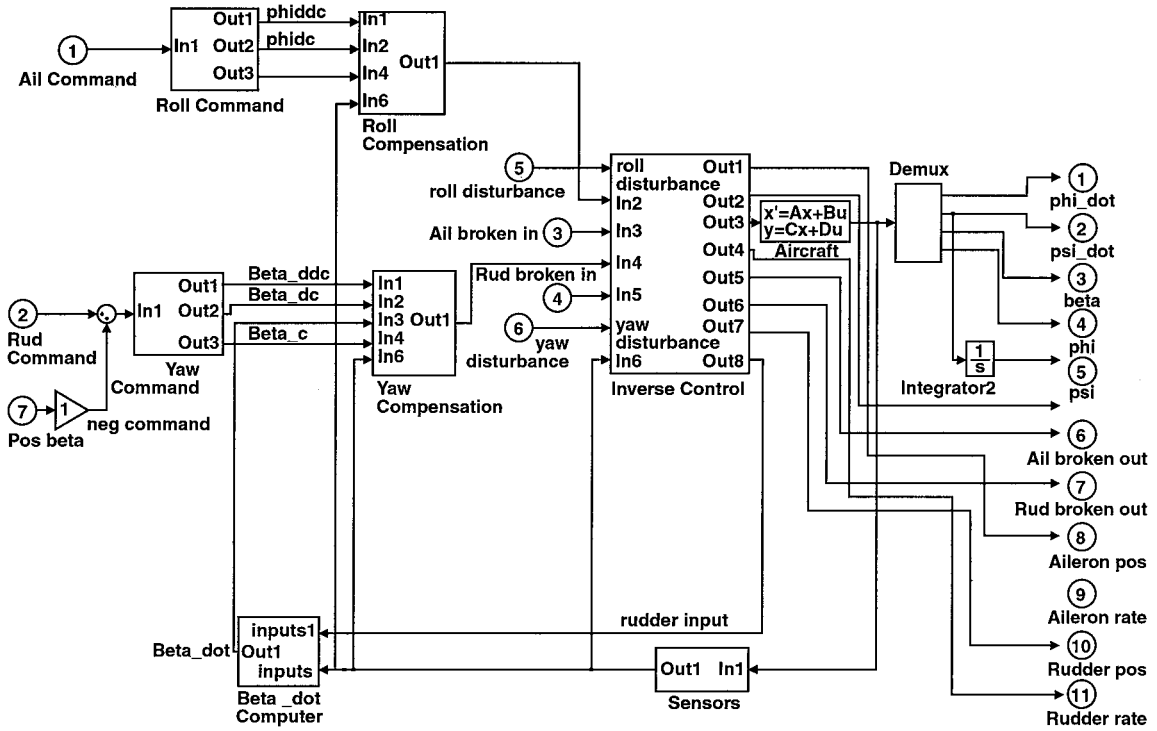 1
Ail Command
In1
Out1
Out2
Out3
Roll Command
phiddc
phidc
In1
In2
In4
In6
Out1
Roll
Compensation
5
roll disturbance
Ail broken in
3
Rud broken in
4
6
yaw
disturbance
roll
disturbance
In2
In3
In4
In5
yaw
disturbance
In6
Out1
Out2
Out3
Out4
Out5
Out6
Out7
Out8
Inverse Control
x'=Ax+Bu
y=Cx+Du
Aircraft
Demux
1
phi_dot
2
psi_dot
3
beta
4
phi
1
s
Integrator2
5
psi
6
Ail broken out
7
Rud broken out
8
Aileron pos
9
Aileron rate
10
Rudder pos
11
Rudder rate
2
Rud
Command
7
Pos beta
1
neg command
In1
Out1
Out2
Out3
Yaw
Command
Beta_ddc
Beta_dc
Beta_c
In1
In2
In3
In4
In6
Out1
Yaw
Compensation
rudder input
Beta_dot
inputs1
Out1
inputs
Beta _dot
Computer
Out1
In1
Sensors